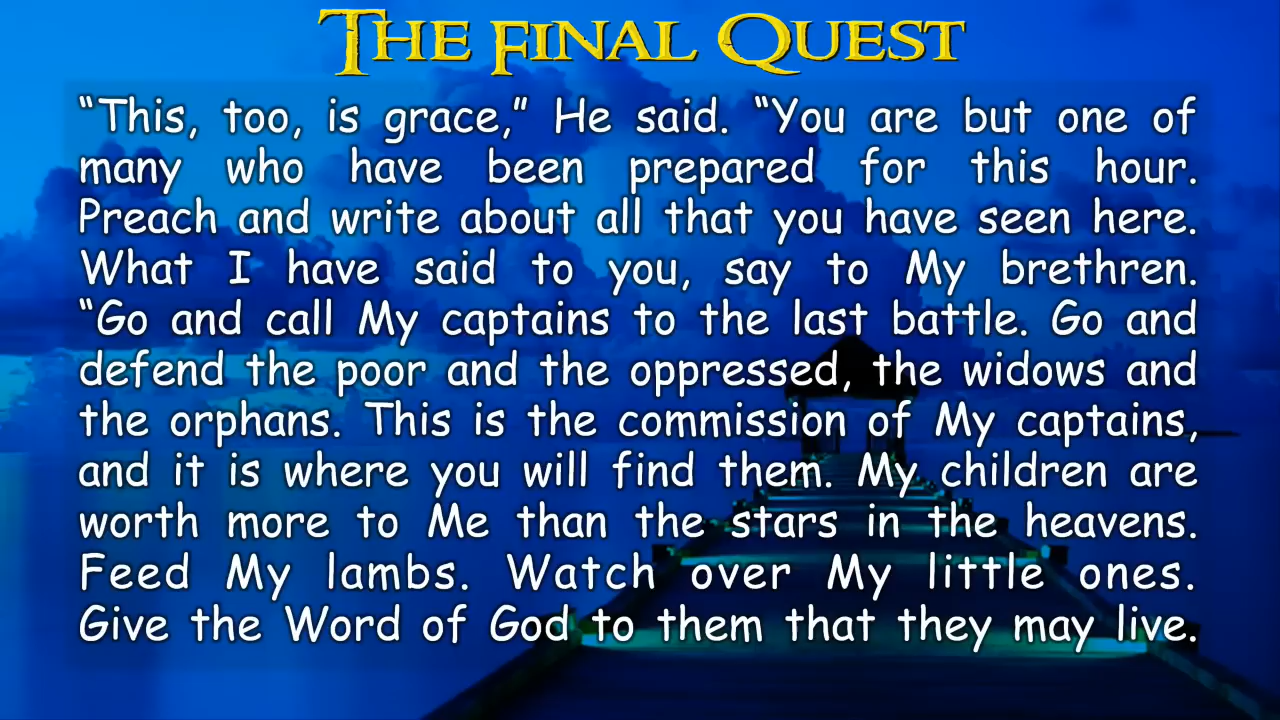 The Final Quest
“This, too, is grace,” He said. “You are but one of
many who have been prepared for this hour.
Preach and write about all that you have seen here.
What I have said to you, say to My brethren.
“Go and call My captains to the last battle. Go and
defend the poor and the oppressed, the widows and
the orphans. This is the commission of My captains,
and it is where you will find them. My children are
worth more to Me than the stars in the heavens.
Feed My lambs. Watch over My little ones.
Give the Word of God to them that they may live.